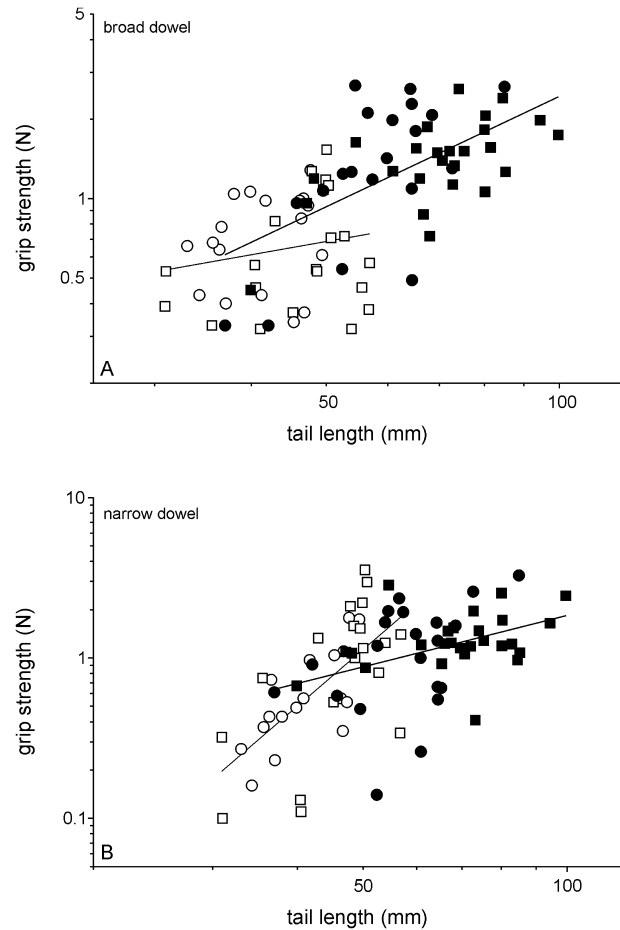 5
broad dowel
1
0.5
grip strength (N)
A
50
100
tail length (mm)
10
narrow dowel
1
0.1
grip strength (N)
B
50
100
tail length (mm)